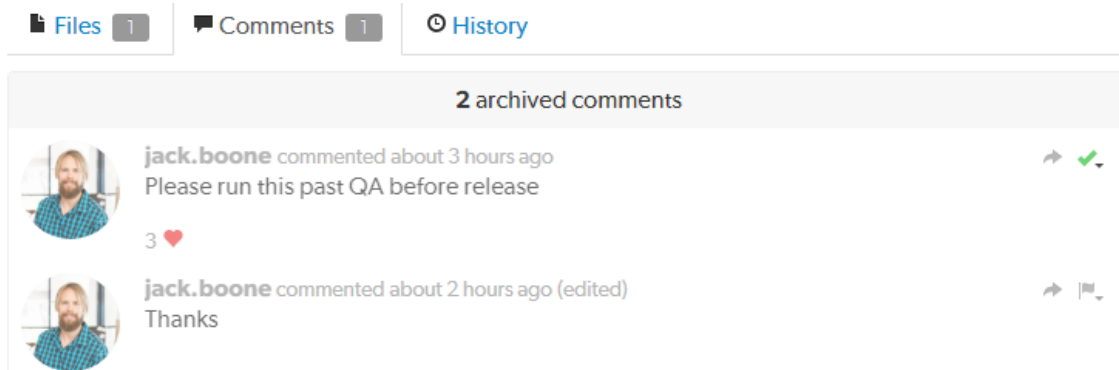 Files 1 Comments 1 History
2 archived comments
jack.boone commented about 3 hours ago
Please run this past QA before release
3
jack.boone commented about 2 hours ago (edited)
Thanks